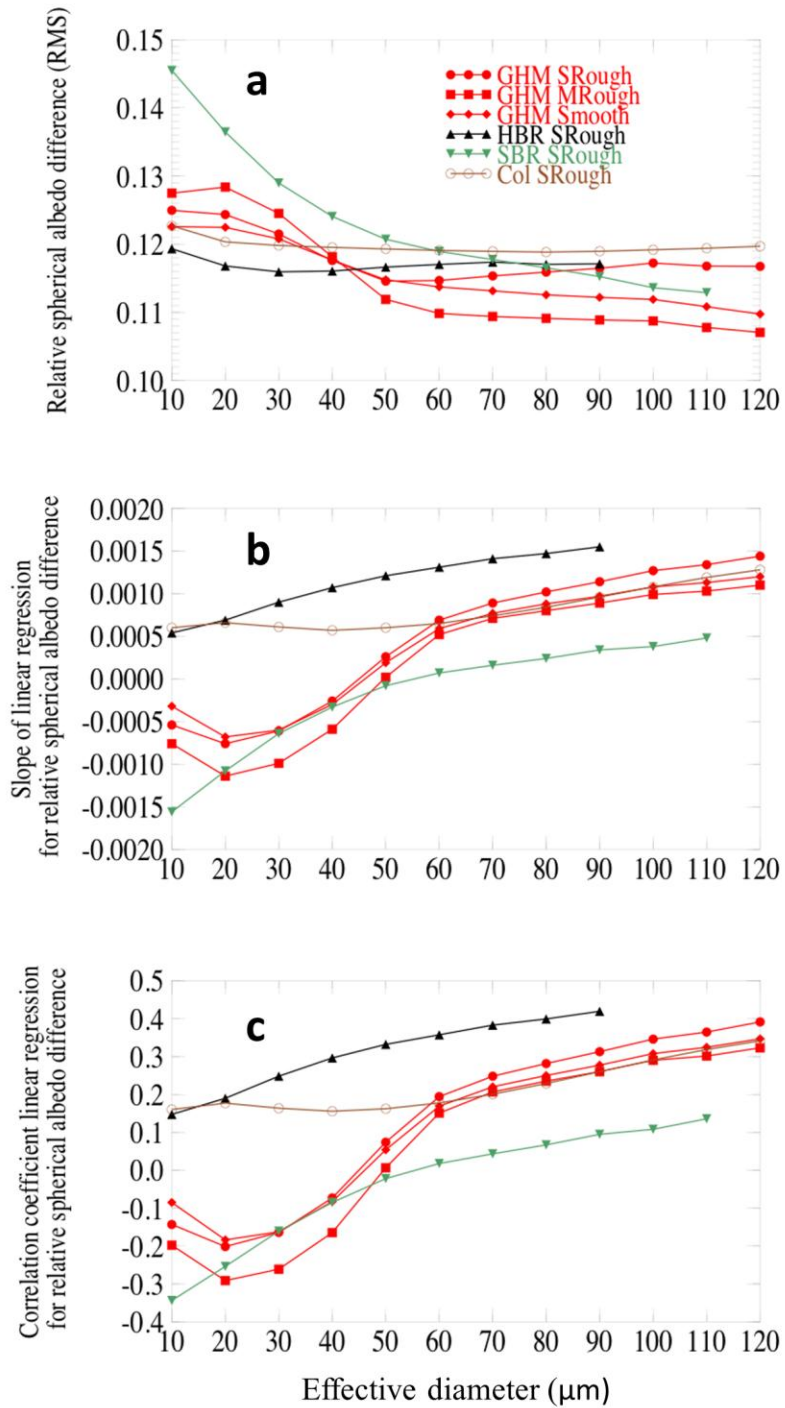 Relative spherical albedo difference (RMS)
a
GHM SRough
GHM MRough
GHM Smooth
HBR SRough
SBR SRough
Col SRough
0.15
0.14
0.13
0.12
0.11
0.10
10 20 30 40 50 60 70 80 90 100 110 120
Slope of linear regression
for relative spherical albedo difference
b
0.0020
0.0015
0.0010
0.0005
0.0000
-0.0005
-0.0010
-0.0015
-0.0020
10 20 30 40 50 60 70 80 90 100 110 120
Correlation coefficient linear regression
for relative spherical albedo difference
c
0.5
0.4
0.3
0.2
0.1
0.0
-0.1
-0.2
-0.3
-0.4
10 20 30 40 50 60 70 80 90 100 110 120
Effective diameter (μm)